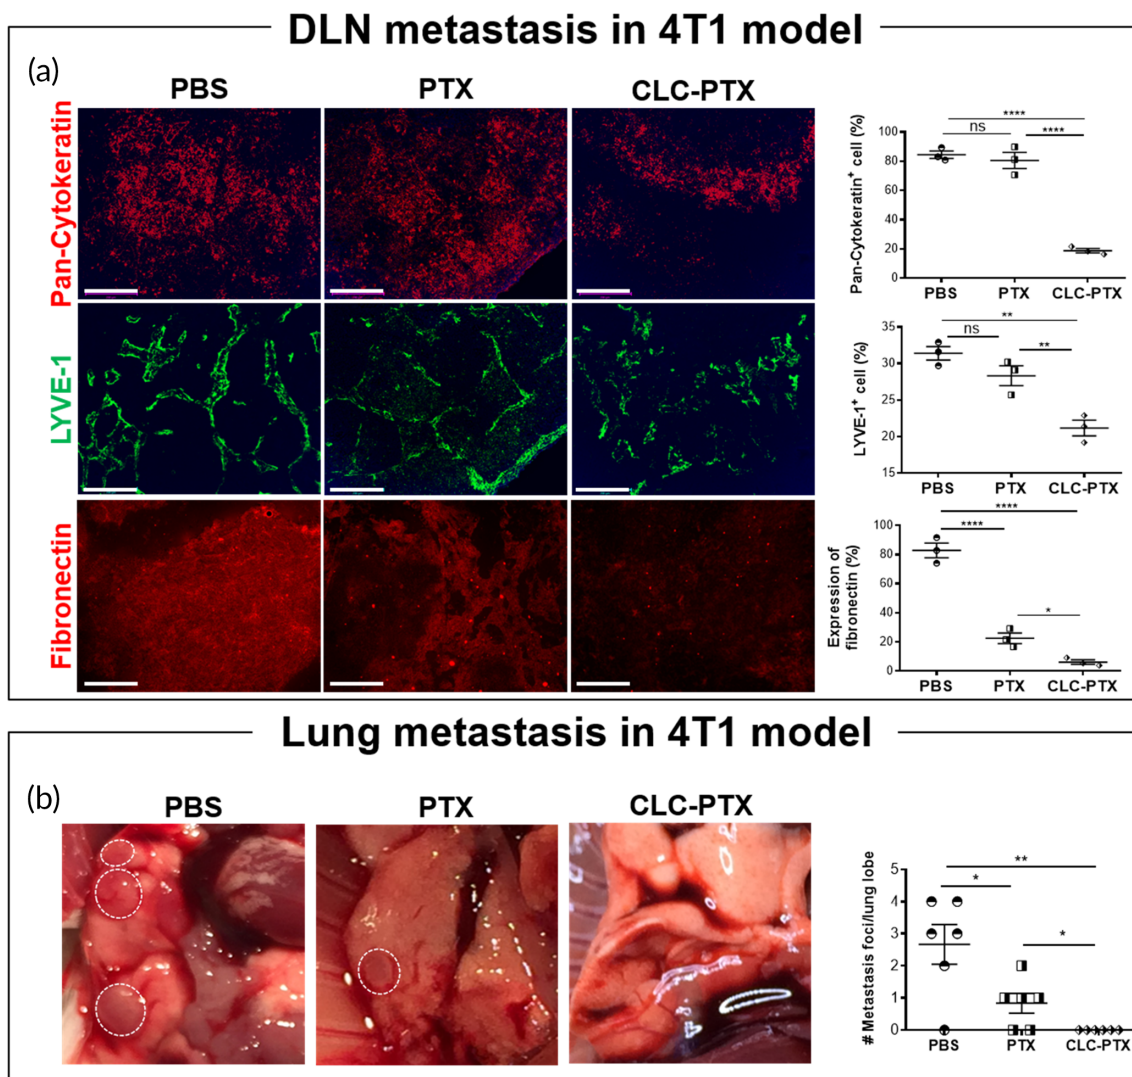 DLN metastasis in 4T1 model
(a)
PBS
PTX
CLC-PTX
Pan-Cytokeratin
Pan-Cytokeratin+ cell (%)
100
80
60
40
20
0
****
ns
****
PBS
PTX
CLC-PTX
LYVE-1
LYVE-1+ cell (%)
35
30
25
20
15
**
ns
**
PBS
PTX
CLC-PTX
Fibronectin
Expression of
fibronectin (%)
100
80
60
40
20
0
****
****
*
PBS
PTX
CLC-PTX
Lung metastasis in 4T1 model
(b)
PBS
PTX
CLC-PTX
# Metastasis foci/lung lobe
5
4
3
2
1
0
**
*
*
PBS
PTX
CLC-PTX